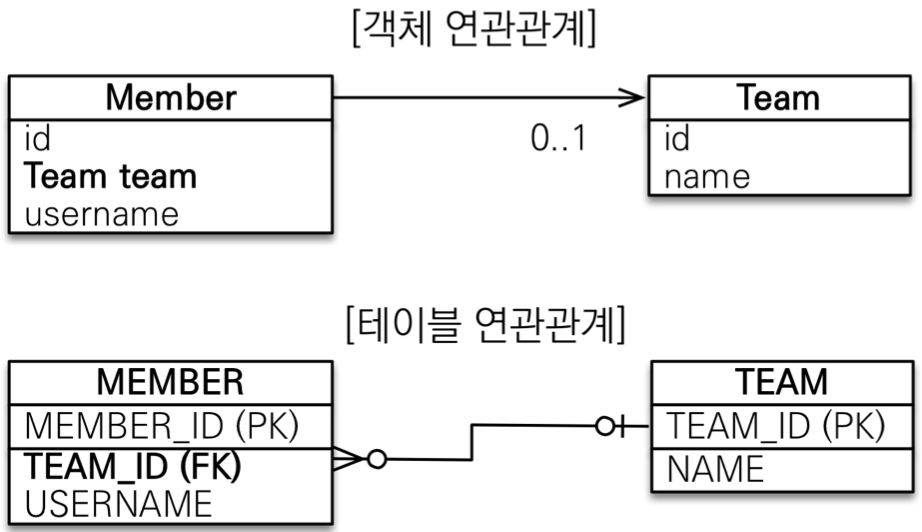 [객체 연관관계]
Member
id
Team team
username
0..1
Team
id
name
[테이블 연관관계]
MEMBER
MEMBER_ID (PK)
TEAM_ID (FK)
USERNAME
TEAM
TEAM_ID (PK)
NAME